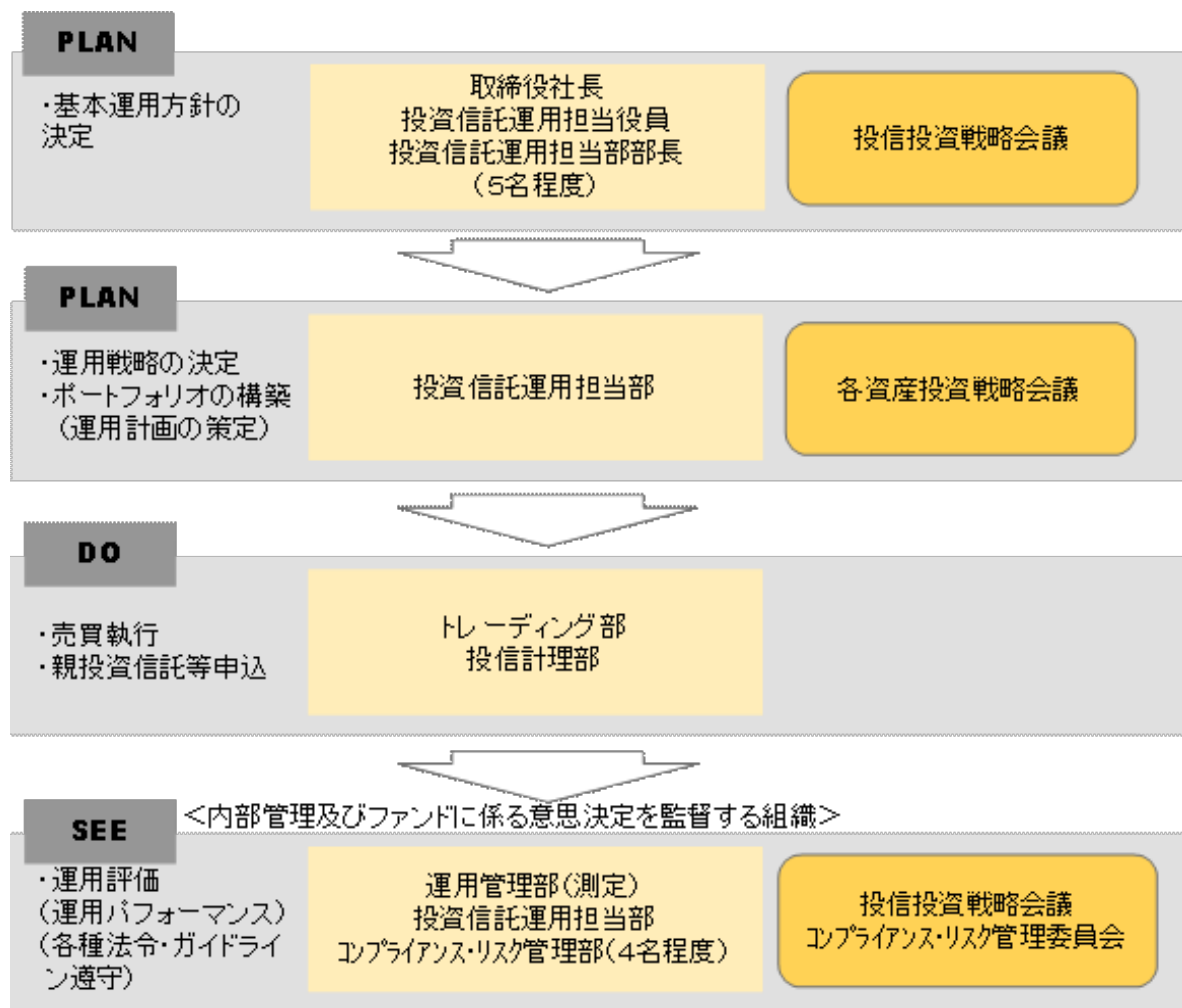 PLAN
・基本運用方針の
決定
取締役社長
投資信託運用担当役員
投資信託運用担当部部長
(5名程度)
投信投資戦略会議
PLAN
・運用戦略の決定
・ポートフォリオの構築
(運用計画の策定)
投資信託運用担当部
各資産投資戦略会議
DO
・売買執行
・親投資信託等申込
トレーディング部
投信計理部
SEE
<内部管理及びファンドに係る意思決定を監督する組織>
・運用評価
(運用パフォーマンス)
(各種法令・ガイドライ
ン遵守)
運用管理部(測定)
投資信託運用担当部
コンプライアンス・リスク管理部(4名程度)
投信投資戦略会議
コンプライアンス・リスク管理委員会